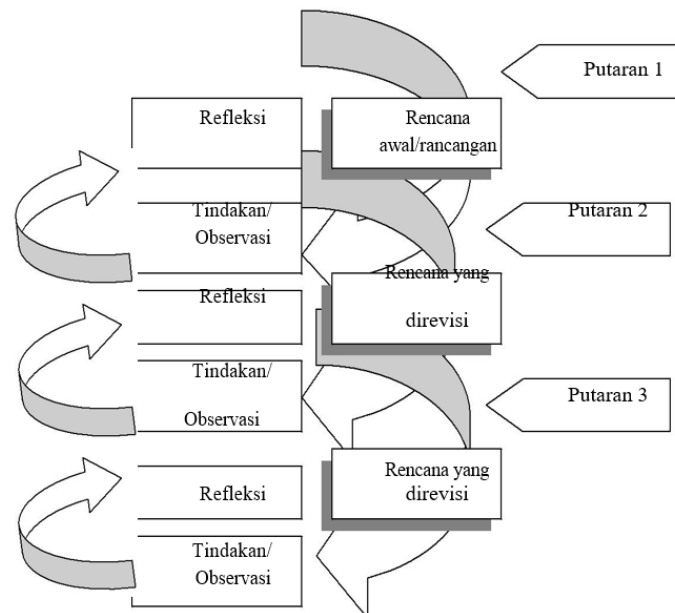 Putaran 1
Refleksi
Rencana
awal/rancangan
Putaran 2
Tindakan/
Observasi
Refleksi
Rencana yang
direvisi
Putaran 3
Tindakan/
Observasi
Refleksi
Rencana yang
direvisi
Tindakan/
Observasi